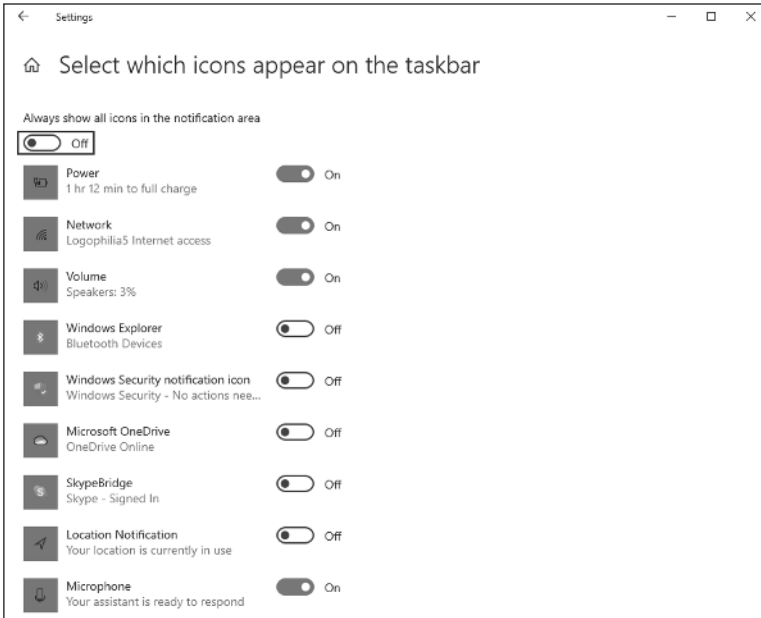 Settings
Select which icons appear on the taskbar
Always show all icons in the notification area
Off
Power
On
1 hr 12 min to full charge
Network
On
Logophilia5 Internet access
Volume
On
Speakers: 3%
Windows Explorer
Off
Bluetooth Devices
Windows Security notification icon
Off
Windows Security - No actions nee...
Microsoft OneDrive
Off
OneDrive Online
SkypeBridge
Off
Skype - Signed In
Location Notification
Off
Your location is currently in use
Microphone
On
Your assistant is ready to respond